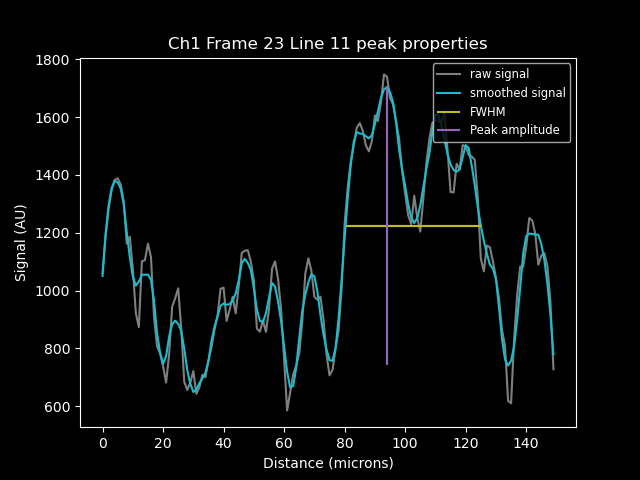 Ch1 Frame 23 Line 11 peak properties
raw signal
smoothed signal
FWHM
Peak amplitude
Signal (AU)
1800
1600
1400
1200
1000
800
600
0 20 40 60 80 100 120 140
Distance (microns)